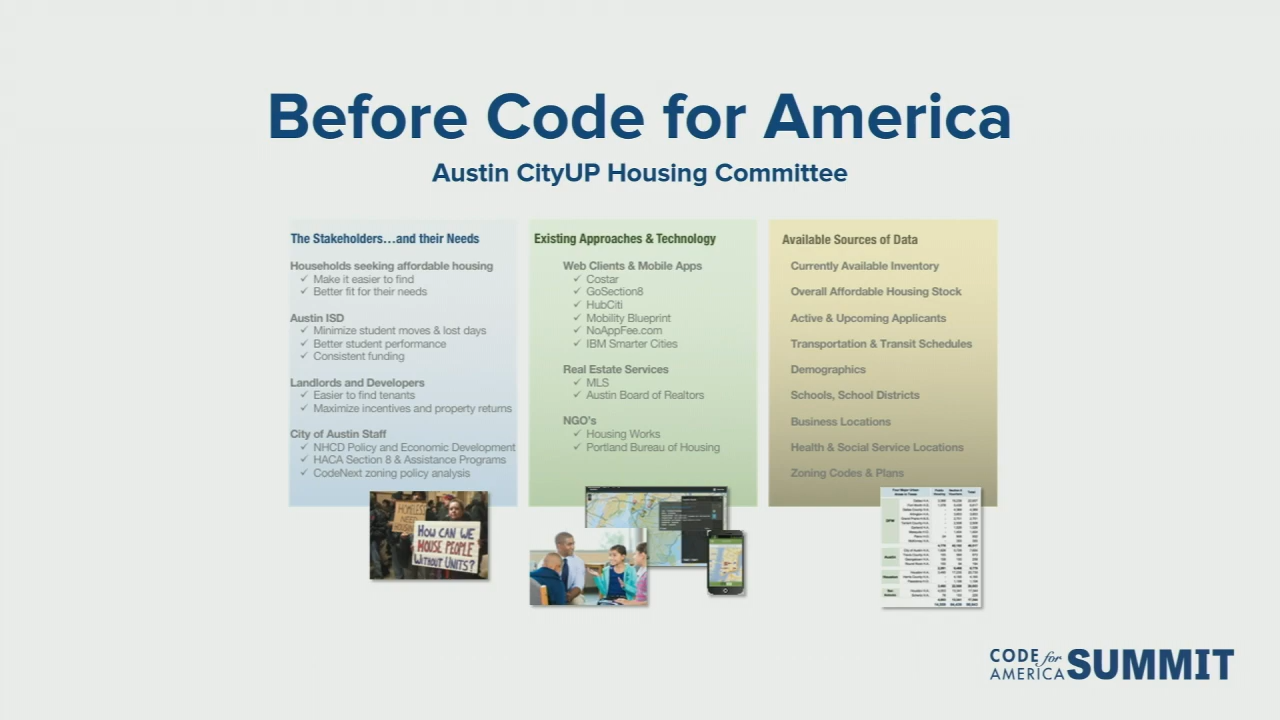 Before Code for America
Austin CityUP Housing Committee
The Stakeholders…and their Needs
Households seeking affordable housing
✓ Make it easier to find
✓ Better fit for their needs
Austin ISD
✓ Minimize student moves & lost days
✓ Better student performance
✓ Consistent funding
Landlords and Developers
✓ Easier to find tenants
✓ Maximize incentives and property returns
City of Austin Staff
✓ NHCD Policy and Economic Development
✓ HACA Section 8 & Assistance Programs
✓ CodeNext zoning policy analysis
Existing Approaches & Technology
Web Clients & Mobile Apps
✓ Costar
✓ GoSection8
✓ HubCiti
✓ Mobility Blueprint
✓ NoAppFee.com
✓ IBM Smarter Cities
Real Estate Services
✓ MLS
✓ Austin Board of Realtors
NGO's
✓ Housing Works
✓ Portland Bureau of Housing
Available Sources of Data
Currently Available Inventory
Overall Affordable Housing Stock
Active & Upcoming Applicants
Transportation & Transit Schedules
Demographics
Schools, School Districts
Business Locations
Health & Social Service Locations
Zoning Codes & Plans
HOMELESS
NEED
HOW CAN WE
HOUSE PEOPLE
WITHOUT UNITS?
CODE for
AMERICA
SUMMIT